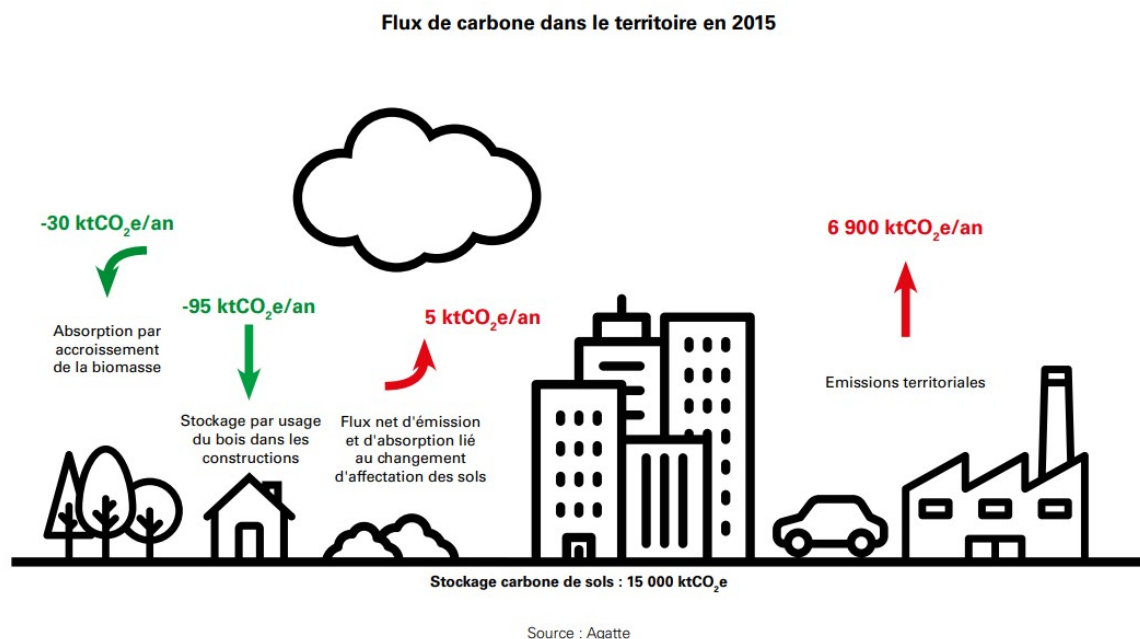 Flux de carbone dans le territoire en 2015
-30 ktCO₂e/an
Absorption par
accroissement
de la biomasse
-95 ktCO₂e/an
Stockage par usage
du bois dans les
constructions
5 ktCO₂e/an
Flux net d'émission
et d'absorption lié
au changement
d'affectation des sols
6 900 ktCO₂e/an
Emissions territoriales
Stockage carbone de sols : 15 000 ktCO₂e
Source : Agatte